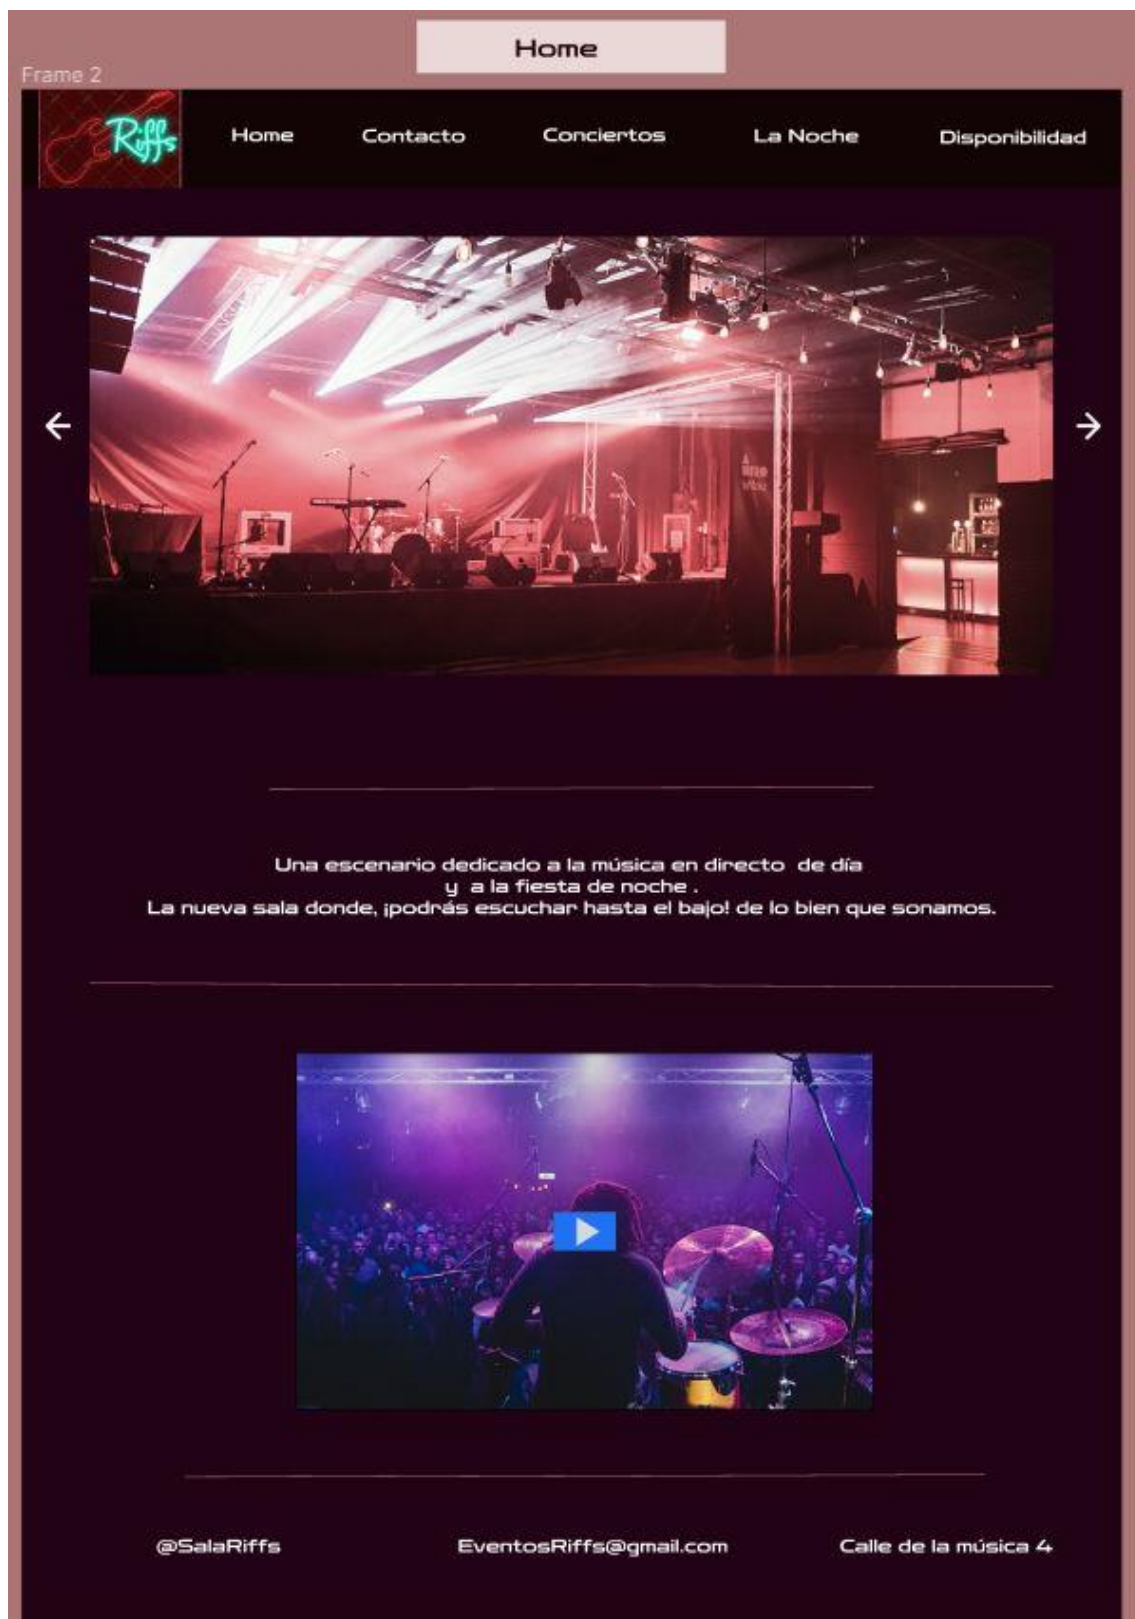 Home
Frame 2
Riffs
Home Contacto Conciertos La Noche Disponibilidad
Una escenario dedicado a la música en directo de día
y a la fiesta de noche .
La nueva sala donde, ¡podrás escuchar hasta el bajo! de lo bien que sonamos.
@SalaRiffs EventosRiffs@gmail.com Calle de la música 4